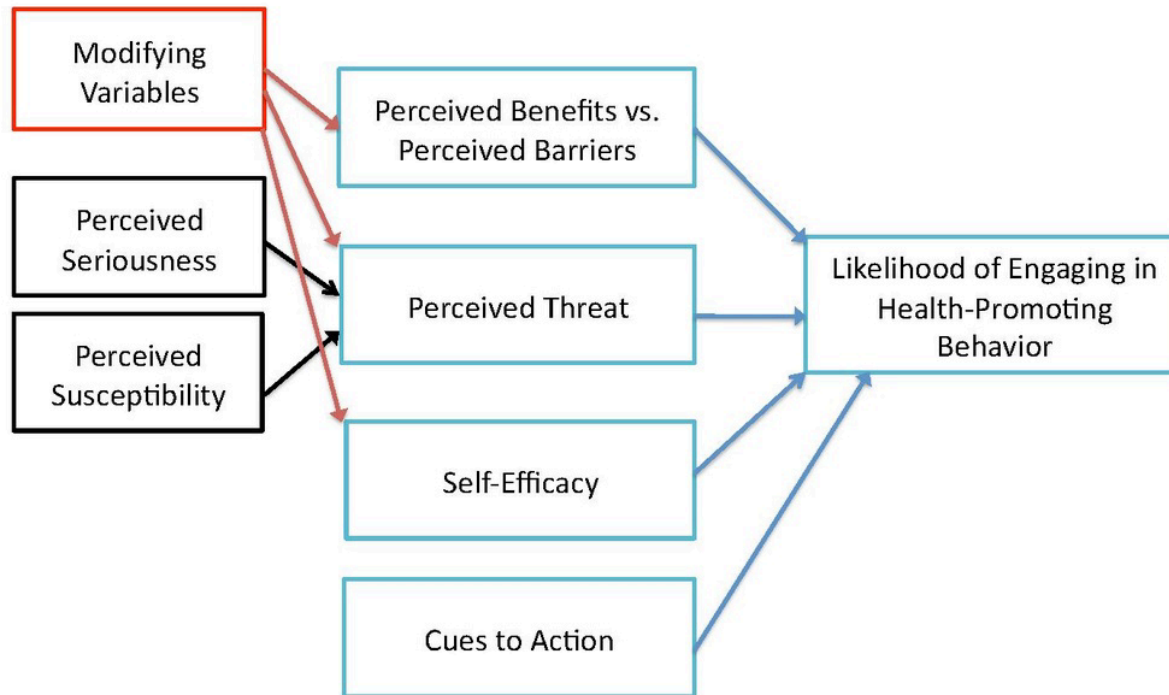 Modifying
Variables
Perceived Benefits vs.
Perceived Barriers
Perceived
Seriousness
Perceived Threat
Likelihood of Engaging in
Health-Promoting
Behavior
Perceived
Susceptibility
Self-Efficacy
Cues to Action